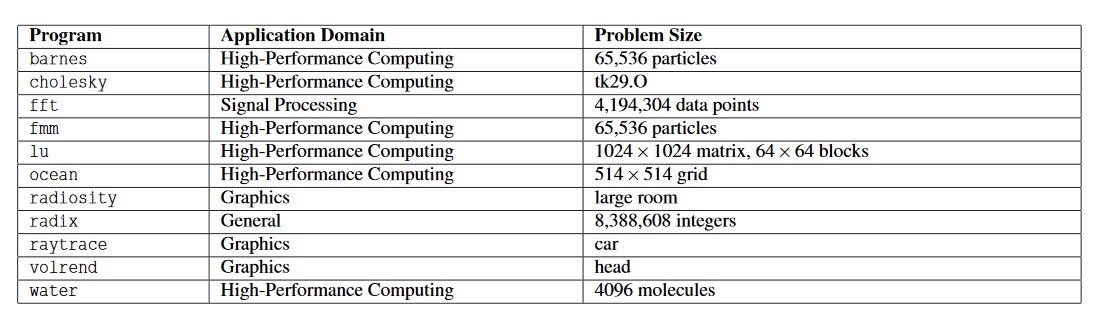 Program Application Domain Problem Size
barnes High-Performance Computing 65,536 particles
cholesky High-Performance Computing tk29.O
fft Signal Processing 4,194,304 data points
fmm High-Performance Computing 65,536 particles
lu High-Performance Computing 1024 × 1024 matrix, 64 × 64 blocks
ocean High-Performance Computing 514 × 514 grid
radiosity Graphics large room
radix General 8,388,608 integers
raytrace Graphics car
volrend Graphics head
water High-Performance Computing 4096 molecules